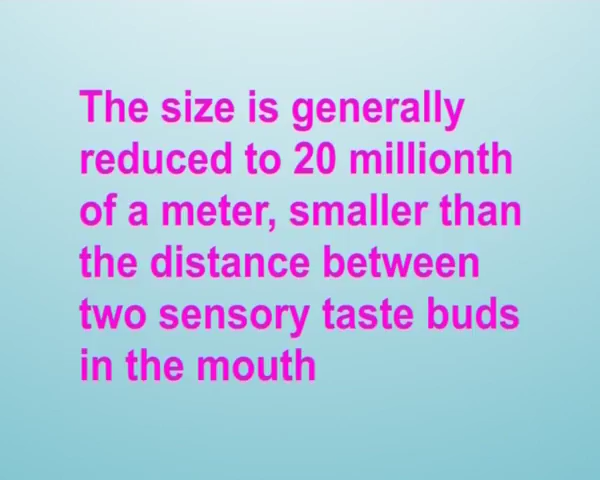 The size is generally
reduced to 20 millionth
of a meter, smaller than
the distance between
two sensory taste buds
in the mouth